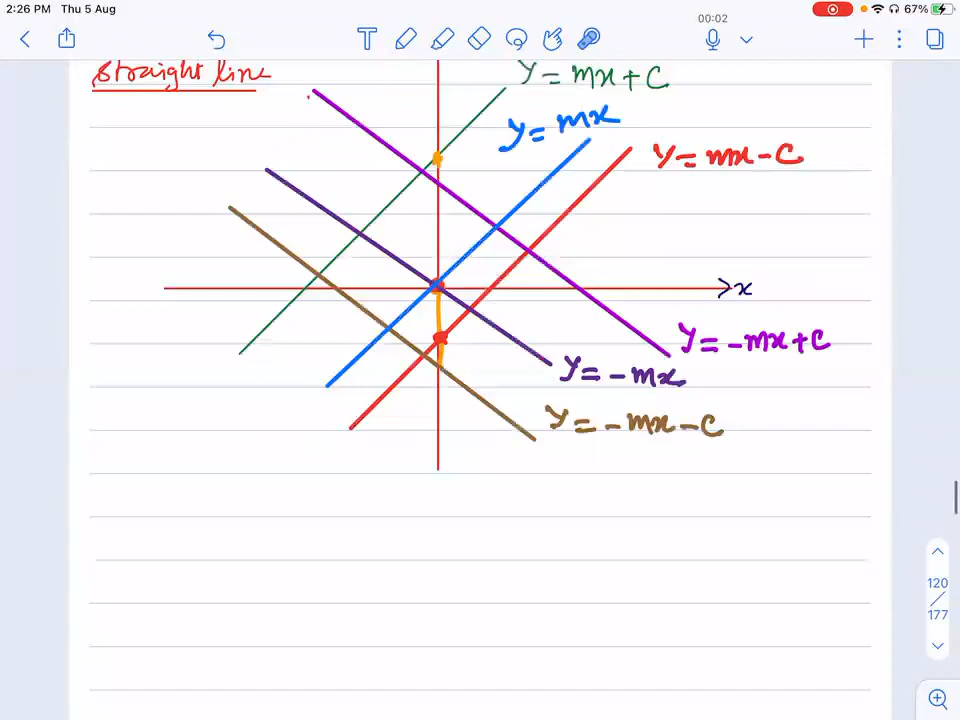 2:26 PM Thu 5 Aug
67%
00:02
T
Straight line
y = mx + c
y = mx
y = mx - c
x
y = -mx + c
y = -mx
y = -mx - c
120
/
177